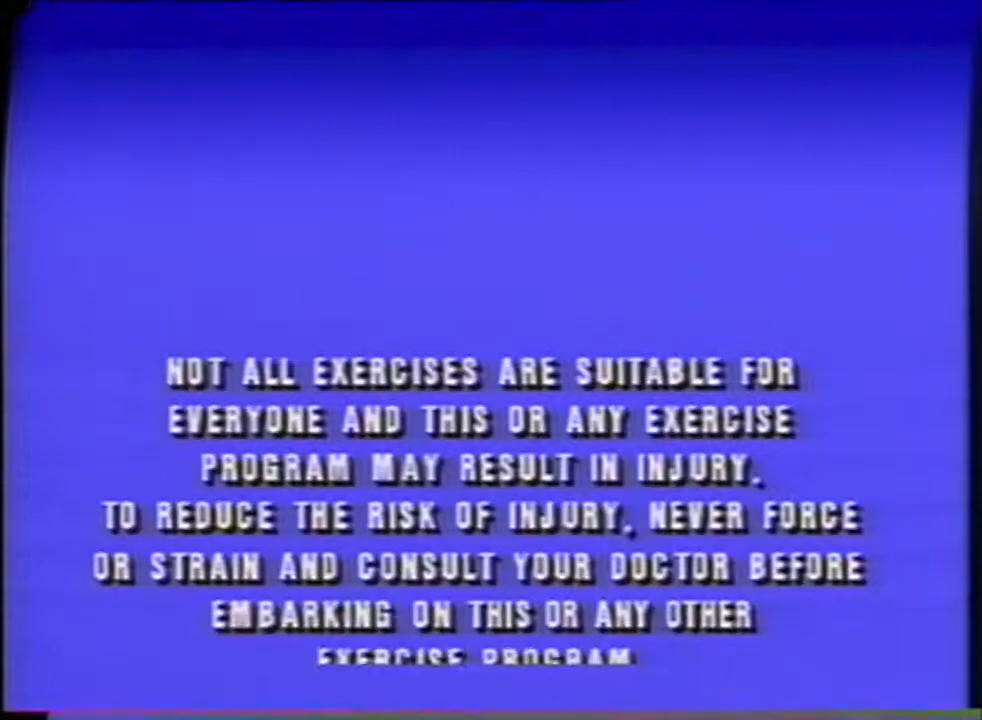 NOT ALL EXERCISES ARE SUITABLE FOR
EVERYONE AND THIS OR ANY EXERCISE
PROGRAM MAY RESULT IN INJURY.
TO REDUCE THE RISK OF INJURY, NEVER FORCE
OR STRAIN AND CONSULT YOUR DOCTOR BEFORE
EMBARKING ON THIS OR ANY OTHER
EXERCISE PROGRAM